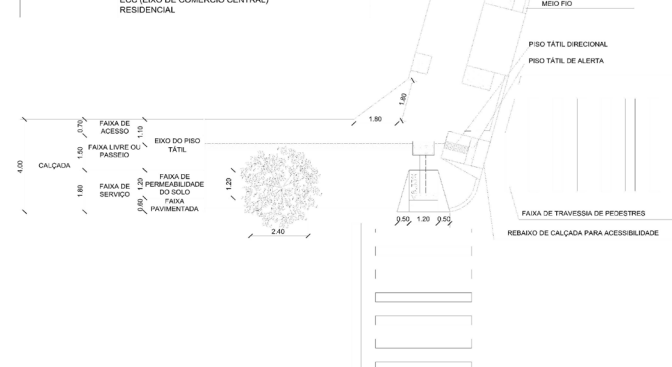 ECC (EIXO DE COMÉRCIO CENTRAL)
RESIDENCIAL
MEIO FIO
PISO TÁTIL DIRECIONAL
PISO TÁTIL DE ALERTA
1.80
1.80
4.00
CALÇADA
0.70
1.50
1.80
FAIXA DE
ACESSO
FAIXA LIVRE OU
PASSEIO
FAIXA DE
SERVIÇO
1.10
1.20
0.60
EIXO DO PISO
TÁTIL
FAIXA DE
PERMEABILIDADE
DO SOLO
FAIXA
PAVIMENTADA
1.20
2.40
0.50 1.20 0.50
FAIXA DE TRAVESSIA DE PEDESTRES
REBAIXO DE CALÇADA PARA ACESSIBILIDADE